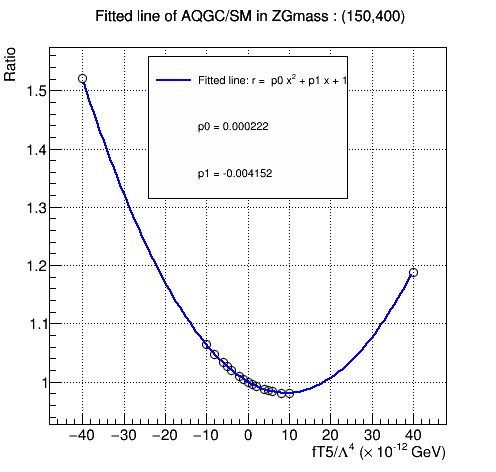 Fitted line of AQGC/SM in ZGmass : (150,400)
Ratio
Fitted line: r = p0 x² + p1 x + 1
p0 = 0.000222
p1 = -0.004152
1.5
1.4
1.3
1.2
1.1
1
−40 −30 −20 −10 0 10 20 30 40
fT5/Λ⁴ (× 10⁻¹² GeV)